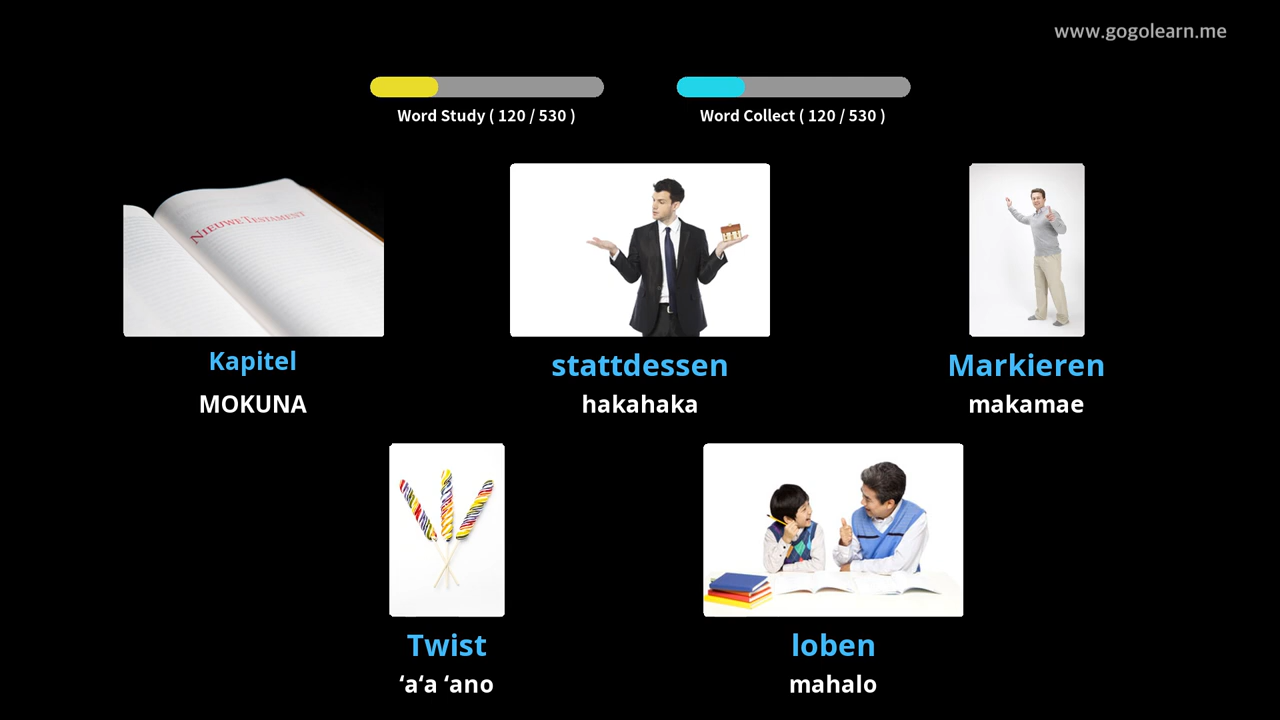 www.gogolearn.me
Word Study ( 120 / 530 )
Word Collect ( 120 / 530 )
NIEUWE TESTAMENT
Kapitel
MOKUNA
stattdessen
hakahaka
Markieren
makamae
Twist
ʻaʻa ʻano
loben
mahalo